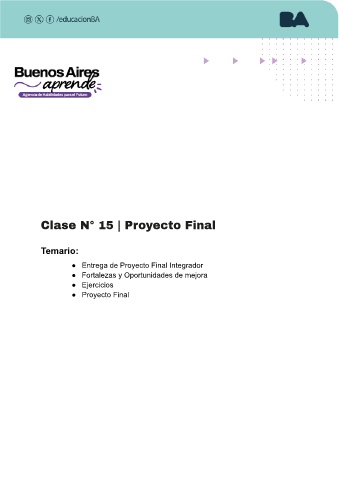 /educacionBA
BA
Buenos Aires
aprende
Agencia de Habilidades para el Futuro
Clase N° 15 | Proyecto Final
Temario:
● Entrega de Proyecto Final Integrador
● Fortalezas y Oportunidades de mejora
● Ejercicios
● Proyecto Final